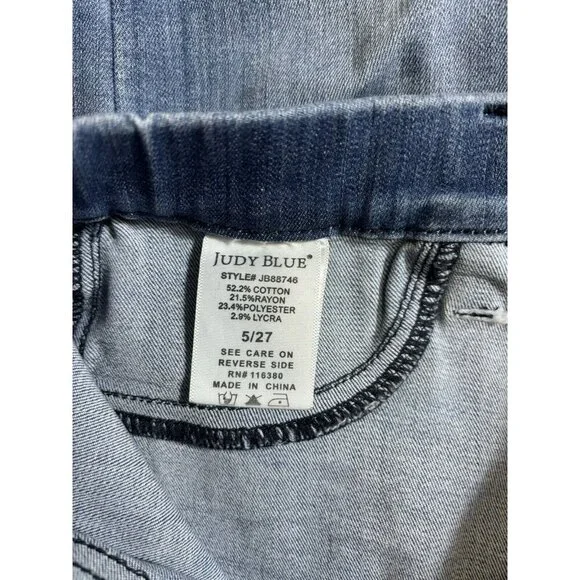 JUDY BLUE®
STYLE# JB88746
52.2% COTTON
21.5%RAYON
23.4%POLYESTER
2.9% LYCRA
5/27
SEE CARE ON
REVERSE SIDE
RN# 116380
MADE IN CHINA